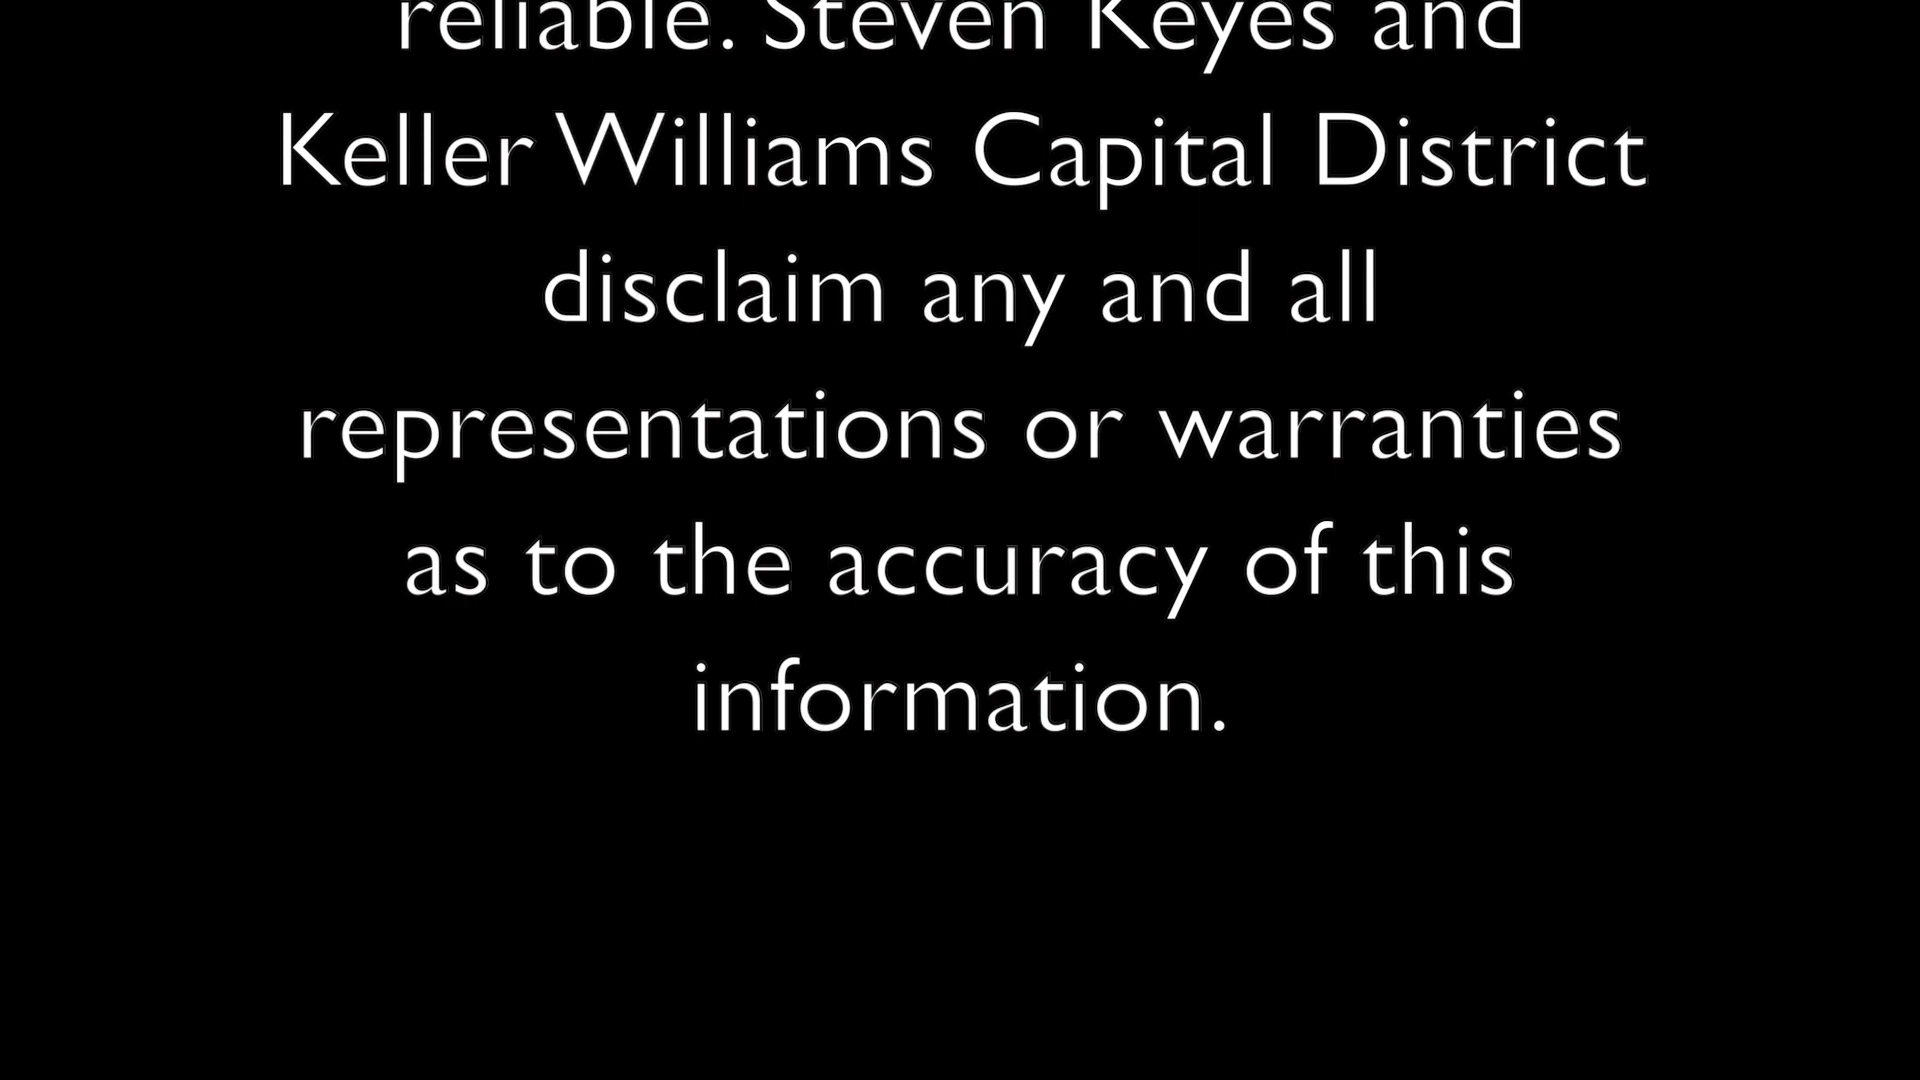 reliable. Steven Keyes and
Keller Williams Capital District
disclaim any and all
representations or warranties
as to the accuracy of this
information.